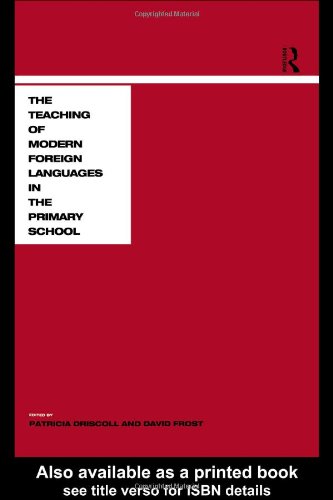 ROUTLEDGE
THE
TEACHING
OF
MODERN
FOREIGN
LANGUAGES
IN
THE
PRIMARY
SCHOOL
EDITED BY
PATRICIA DRISCOLL AND DAVID FROST
Also available as a printed book
see title verso for ISBN details